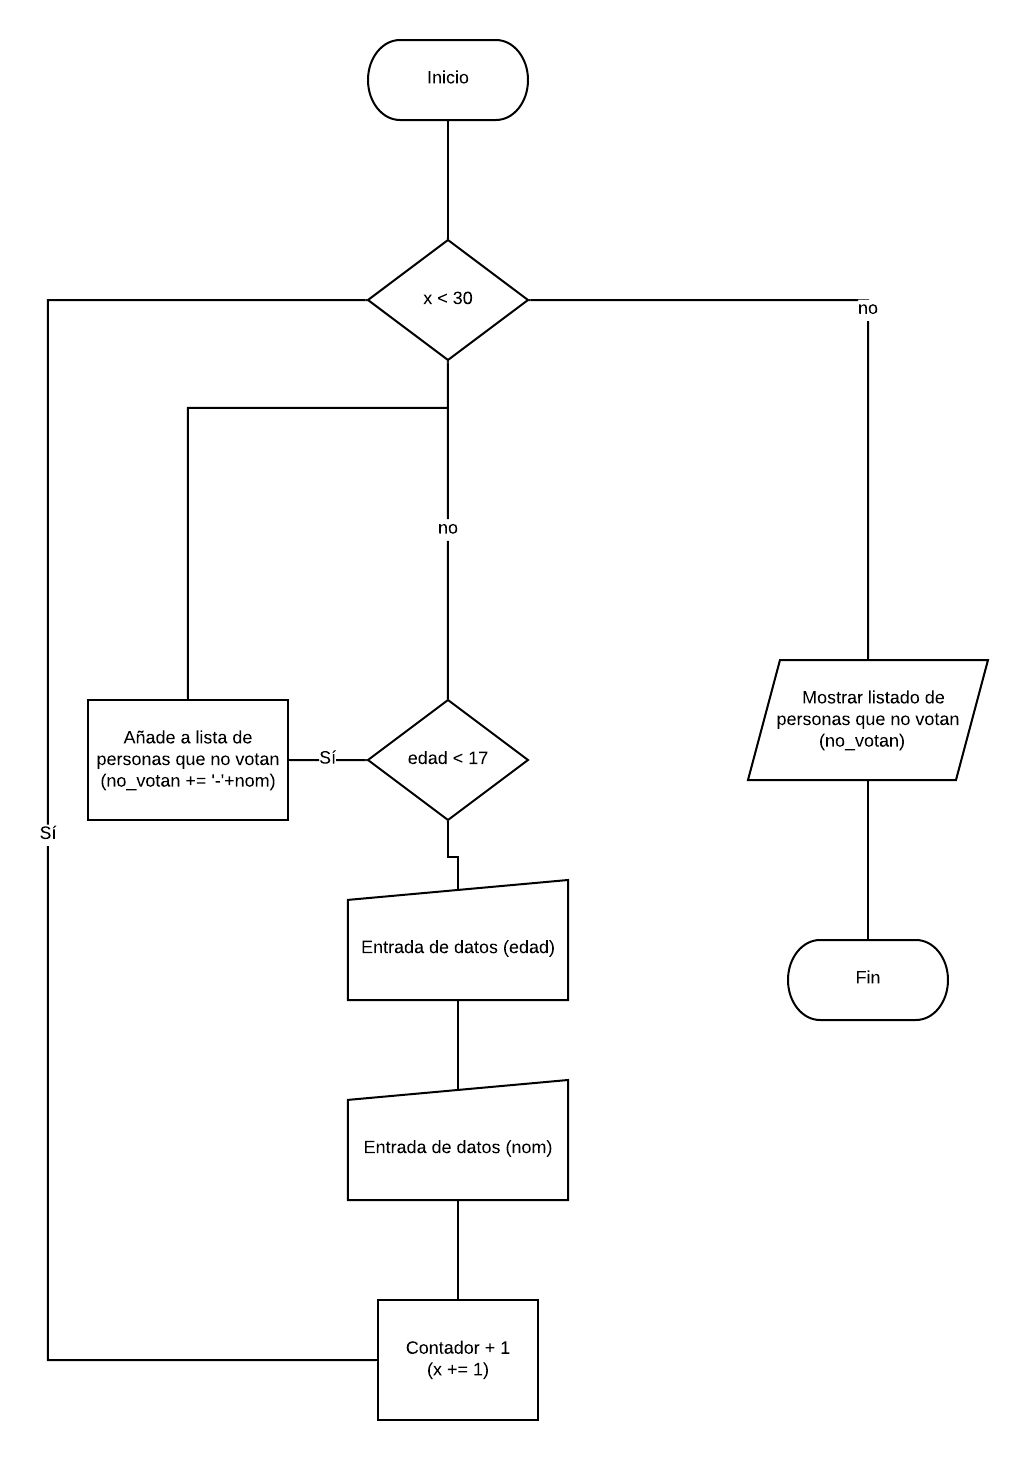 Inicio
x < 30
no
no
Mostrar listado de
personas que no votan
(no_votan)
Añade a lista de
personas que no votan
(no_votan += '-'+nom)
Sí
edad < 17
Sí
Entrada de datos (edad)
Fin
Entrada de datos (nom)
Contador + 1
(x += 1)